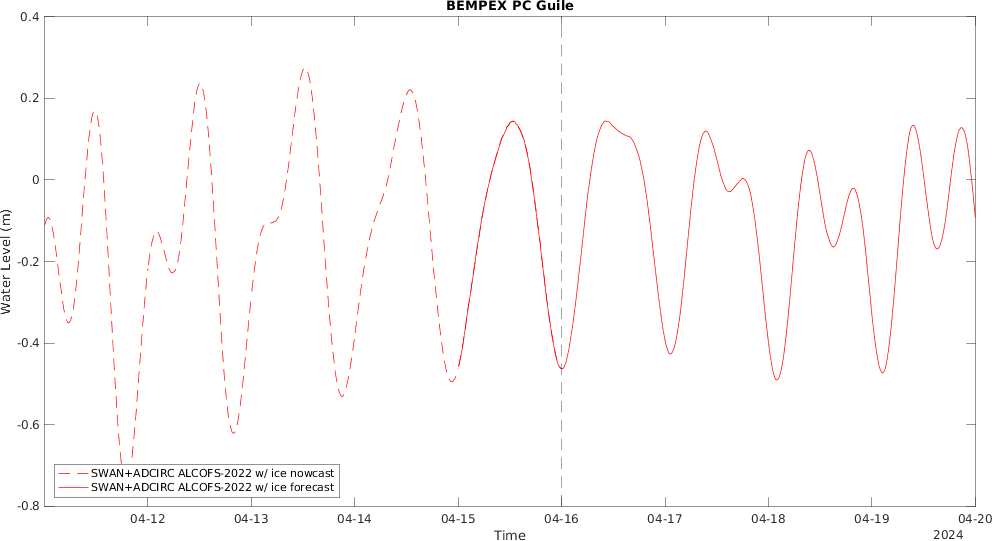 BEMPEX PC Guile
0.4
0.2
0
-0.2
-0.4
-0.6
-0.8
Water Level (m)
SWAN+ADCIRC ALCOFS-2022 w/ ice nowcast
SWAN+ADCIRC ALCOFS-2022 w/ ice forecast
04-12 04-13 04-14 04-15 04-16 04-17 04-18 04-19 04-20
Time
2024